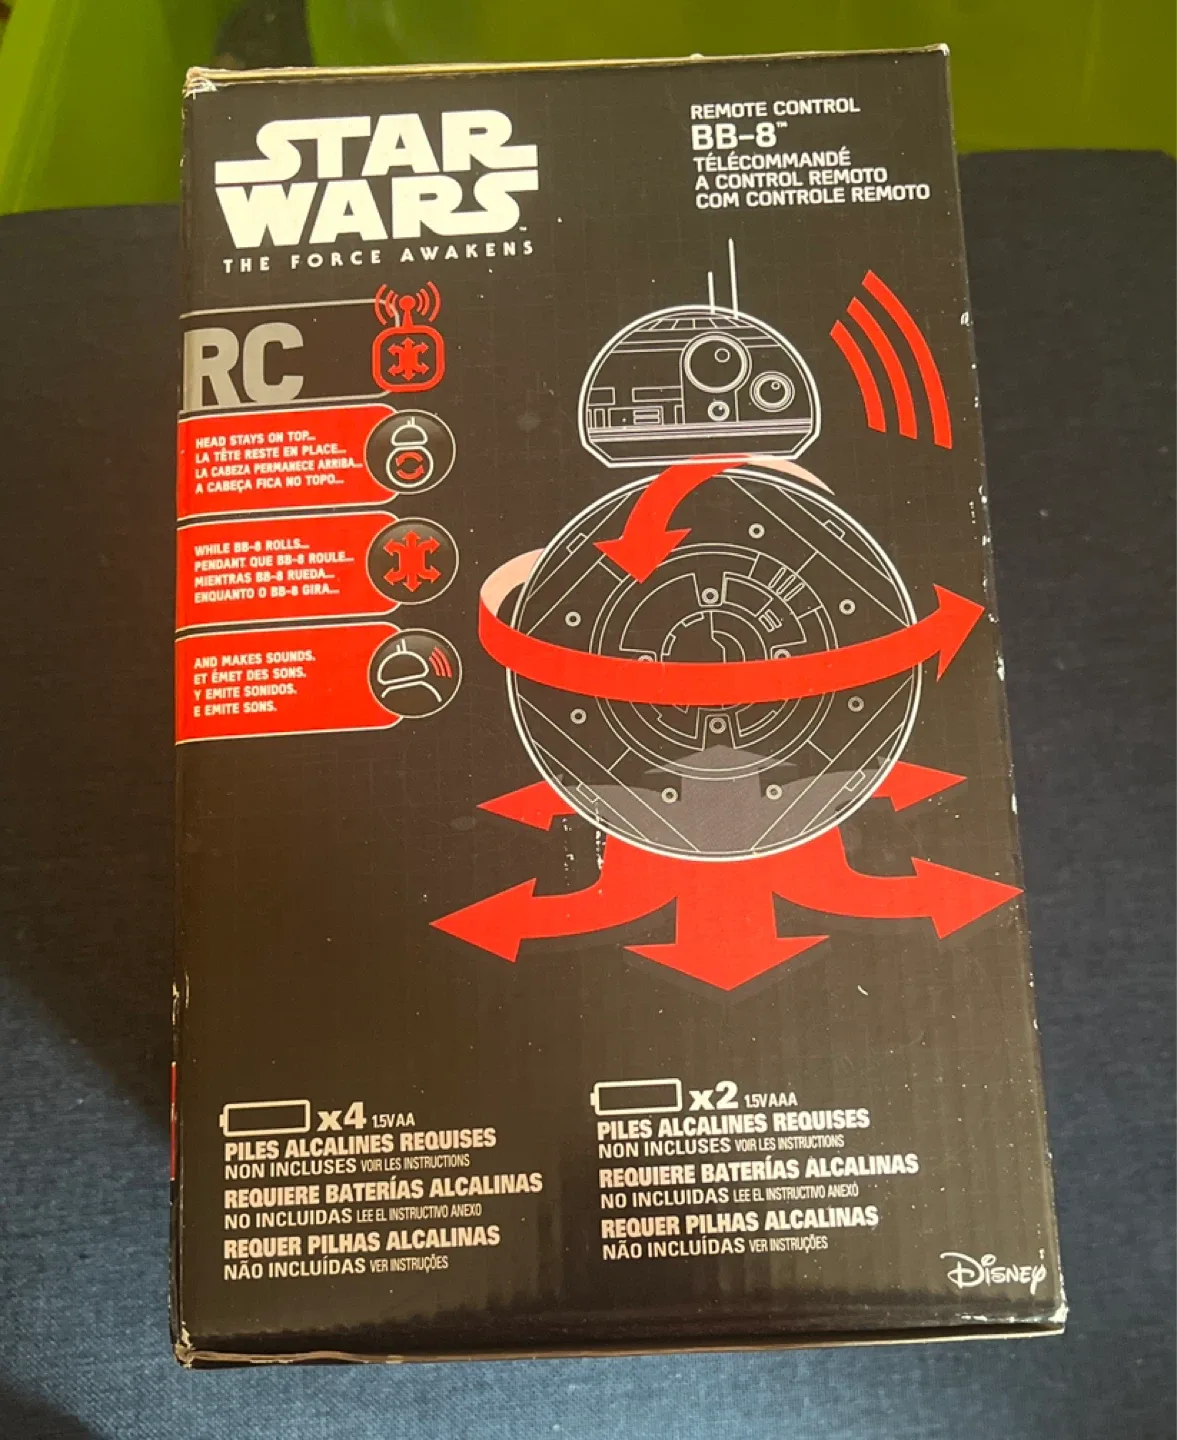 STAR
WARS™
THE FORCE AWAKENS
REMOTE CONTROL
BB-8™
TÉLÉCOMMANDÉ
A CONTROL REMOTO
COM CONTROLE REMOTO
RC
HEAD STAYS ON TOP...
LA TÊTE RESTE EN PLACE...
LA CABEZA PERMANECE ARRIBA...
A CABEÇA FICA NO TOPO...
WHILE BB-8 ROLLS...
PENDANT QUE BB-8 ROULE...
MIENTRAS BB-8 RUEDA...
ENQUANTO O BB-8 GIRA...
AND MAKES SOUNDS.
ET ÉMET DES SONS.
Y EMITE SONIDOS.
E EMITE SONS.
x4 1.5V AA
PILES ALCALINES REQUISES
NON INCLUSES VOIR LES INSTRUCTIONS
REQUIERE BATERÍAS ALCALINAS
NO INCLUIDAS LEE EL INSTRUCTIVO ANEXO
REQUER PILHAS ALCALINAS
NÃO INCLUÍDAS VER INSTRUÇÕES
x2 1.5V AAA
PILES ALCALINES REQUISES
NON INCLUSES VOIR LES INSTRUCTIONS
REQUIERE BATERÍAS ALCALINAS
NO INCLUIDAS LEE EL INSTRUCTIVO ANEXO
REQUER PILHAS ALCALINAS
NÃO INCLUÍDAS VER INSTRUÇÕES
DISNEY